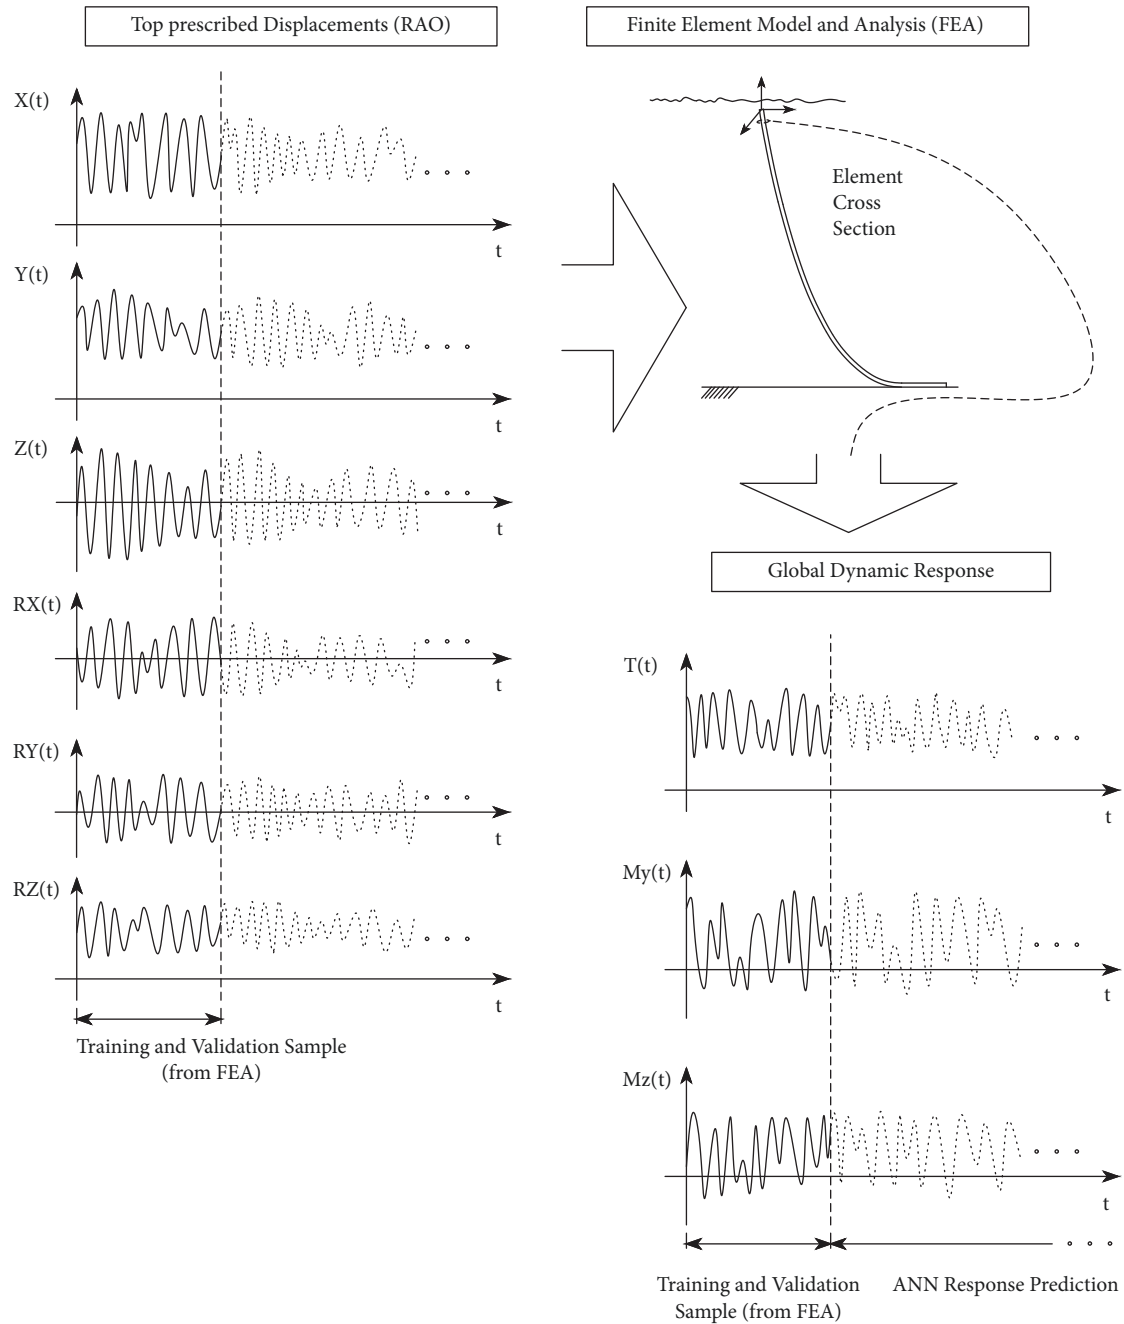 Top prescribed Displacements (RAO)
X(t)
t
Y(t)
t
Z(t)
t
RX(t)
t
RY(t)
t
RZ(t)
t
Training and Validation Sample
(from FEA)
Finite Element Model and Analysis (FEA)
Element
Cross
Section
Global Dynamic Response
T(t)
t
My(t)
t
Mz(t)
t
Training and Validation
Sample (from FEA)
ANN Response Prediction